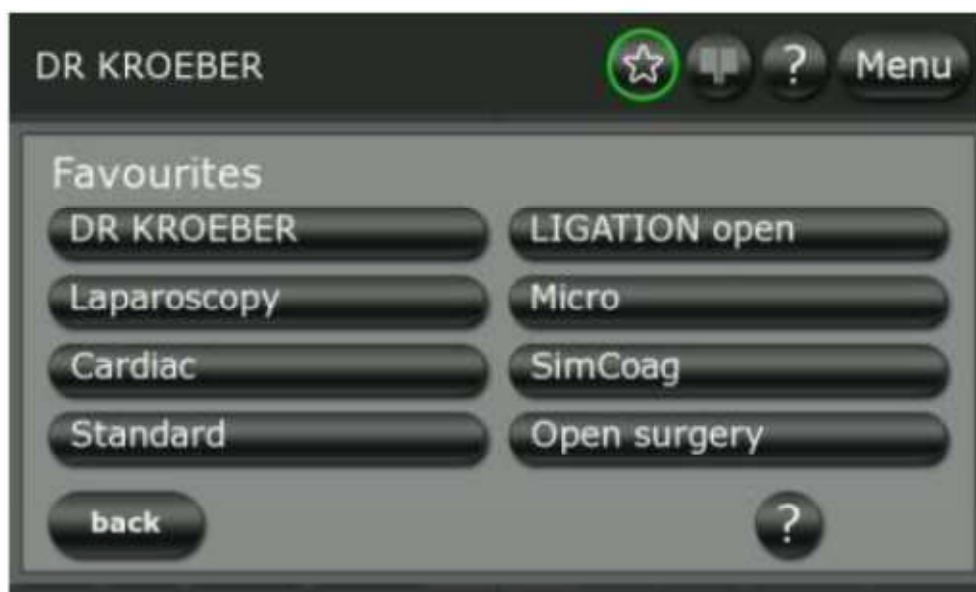 DR KROEBER
? Menu
Favourites
DR KROEBER
LIGATION open
Laparoscopy
Micro
Cardiac
SimCoag
Standard
Open surgery
back
?